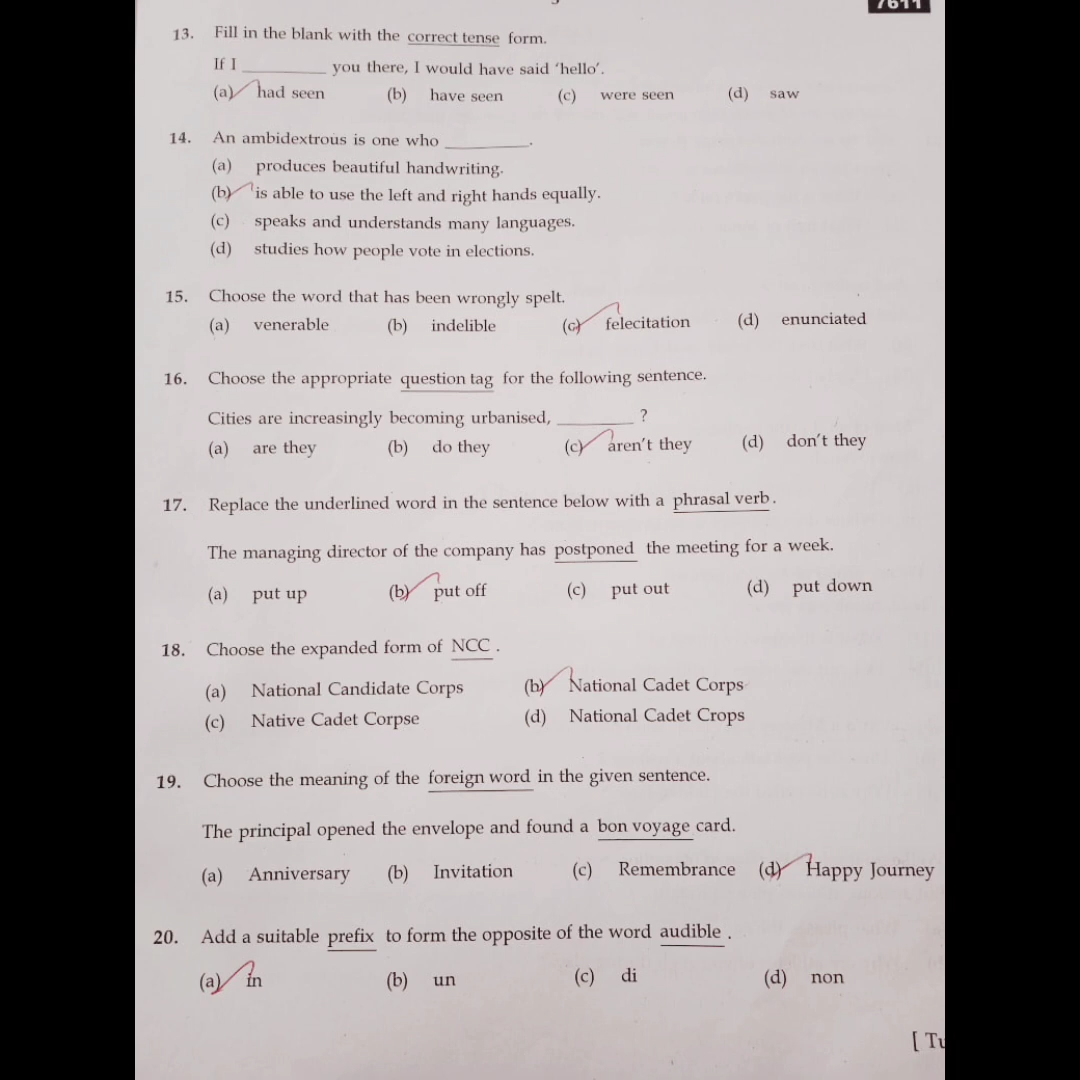 7611
13. Fill in the blank with the correct tense form.
If I ________ you there, I would have said ‘hello’.
(a) had seen (b) have seen (c) were seen (d) saw
14. An ambidextrous is one who ________.
(a) produces beautiful handwriting.
(b) is able to use the left and right hands equally.
(c) speaks and understands many languages.
(d) studies how people vote in elections.
15. Choose the word that has been wrongly spelt.
(a) venerable (b) indelible (c) felecitation (d) enunciated
16. Choose the appropriate question tag for the following sentence.
Cities are increasingly becoming urbanised, ________ ?
(a) are they (b) do they (c) aren’t they (d) don’t they
17. Replace the underlined word in the sentence below with a phrasal verb.
The managing director of the company has postponed the meeting for a week.
(a) put up (b) put off (c) put out (d) put down
18. Choose the expanded form of NCC.
(a) National Candidate Corps (b) National Cadet Corps
(c) Native Cadet Corpse (d) National Cadet Crops
19. Choose the meaning of the foreign word in the given sentence.
The principal opened the envelope and found a bon voyage card.
(a) Anniversary (b) Invitation (c) Remembrance (d) Happy Journey
20. Add a suitable prefix to form the opposite of the word audible.
(a) in (b) un (c) di (d) non